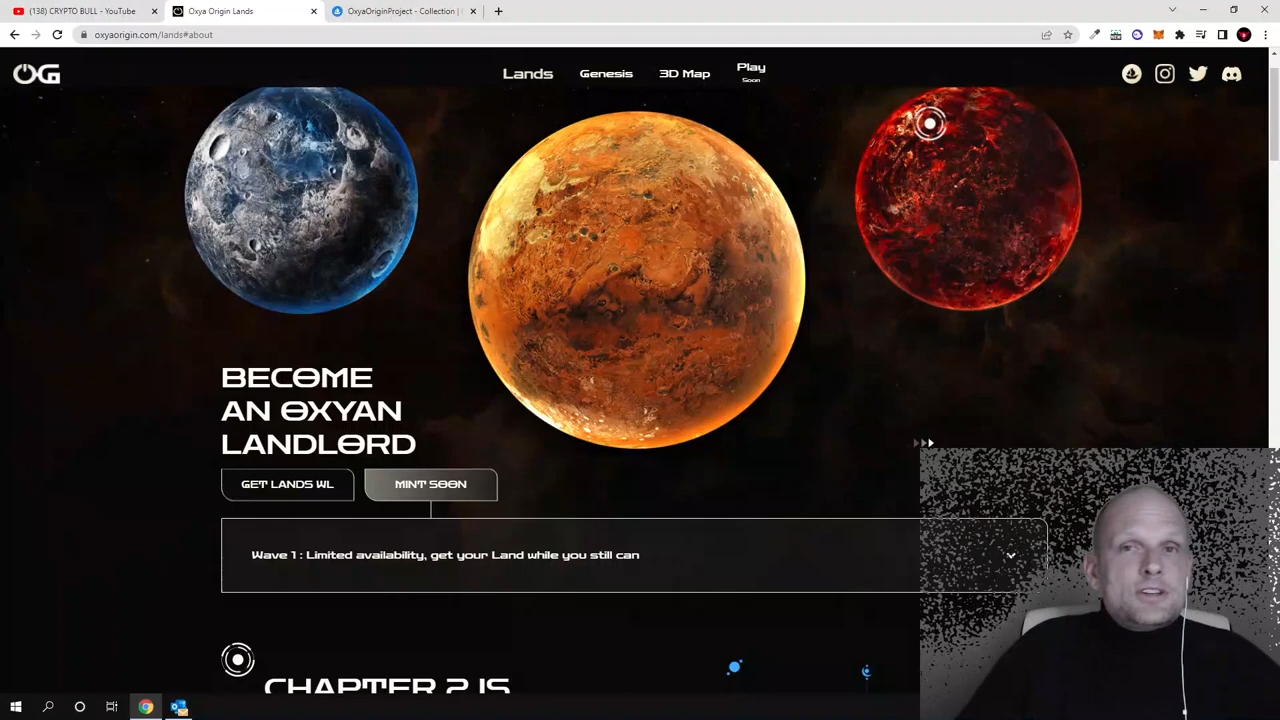 (138) CRYPTO BULL - YouTube
Oxya Origin Lands
OxyaOriginProject - Collection |
oxyaorigin.com/lands#about
OG
Lands
Genesis
3D Map
Play
Soon
BECOME
AN OXYAN
LANDLORD
GET LANDS WL
MINT SOON
Wave 1 : Limited availability, get your Land while you still can
CHAPTER 2 IS